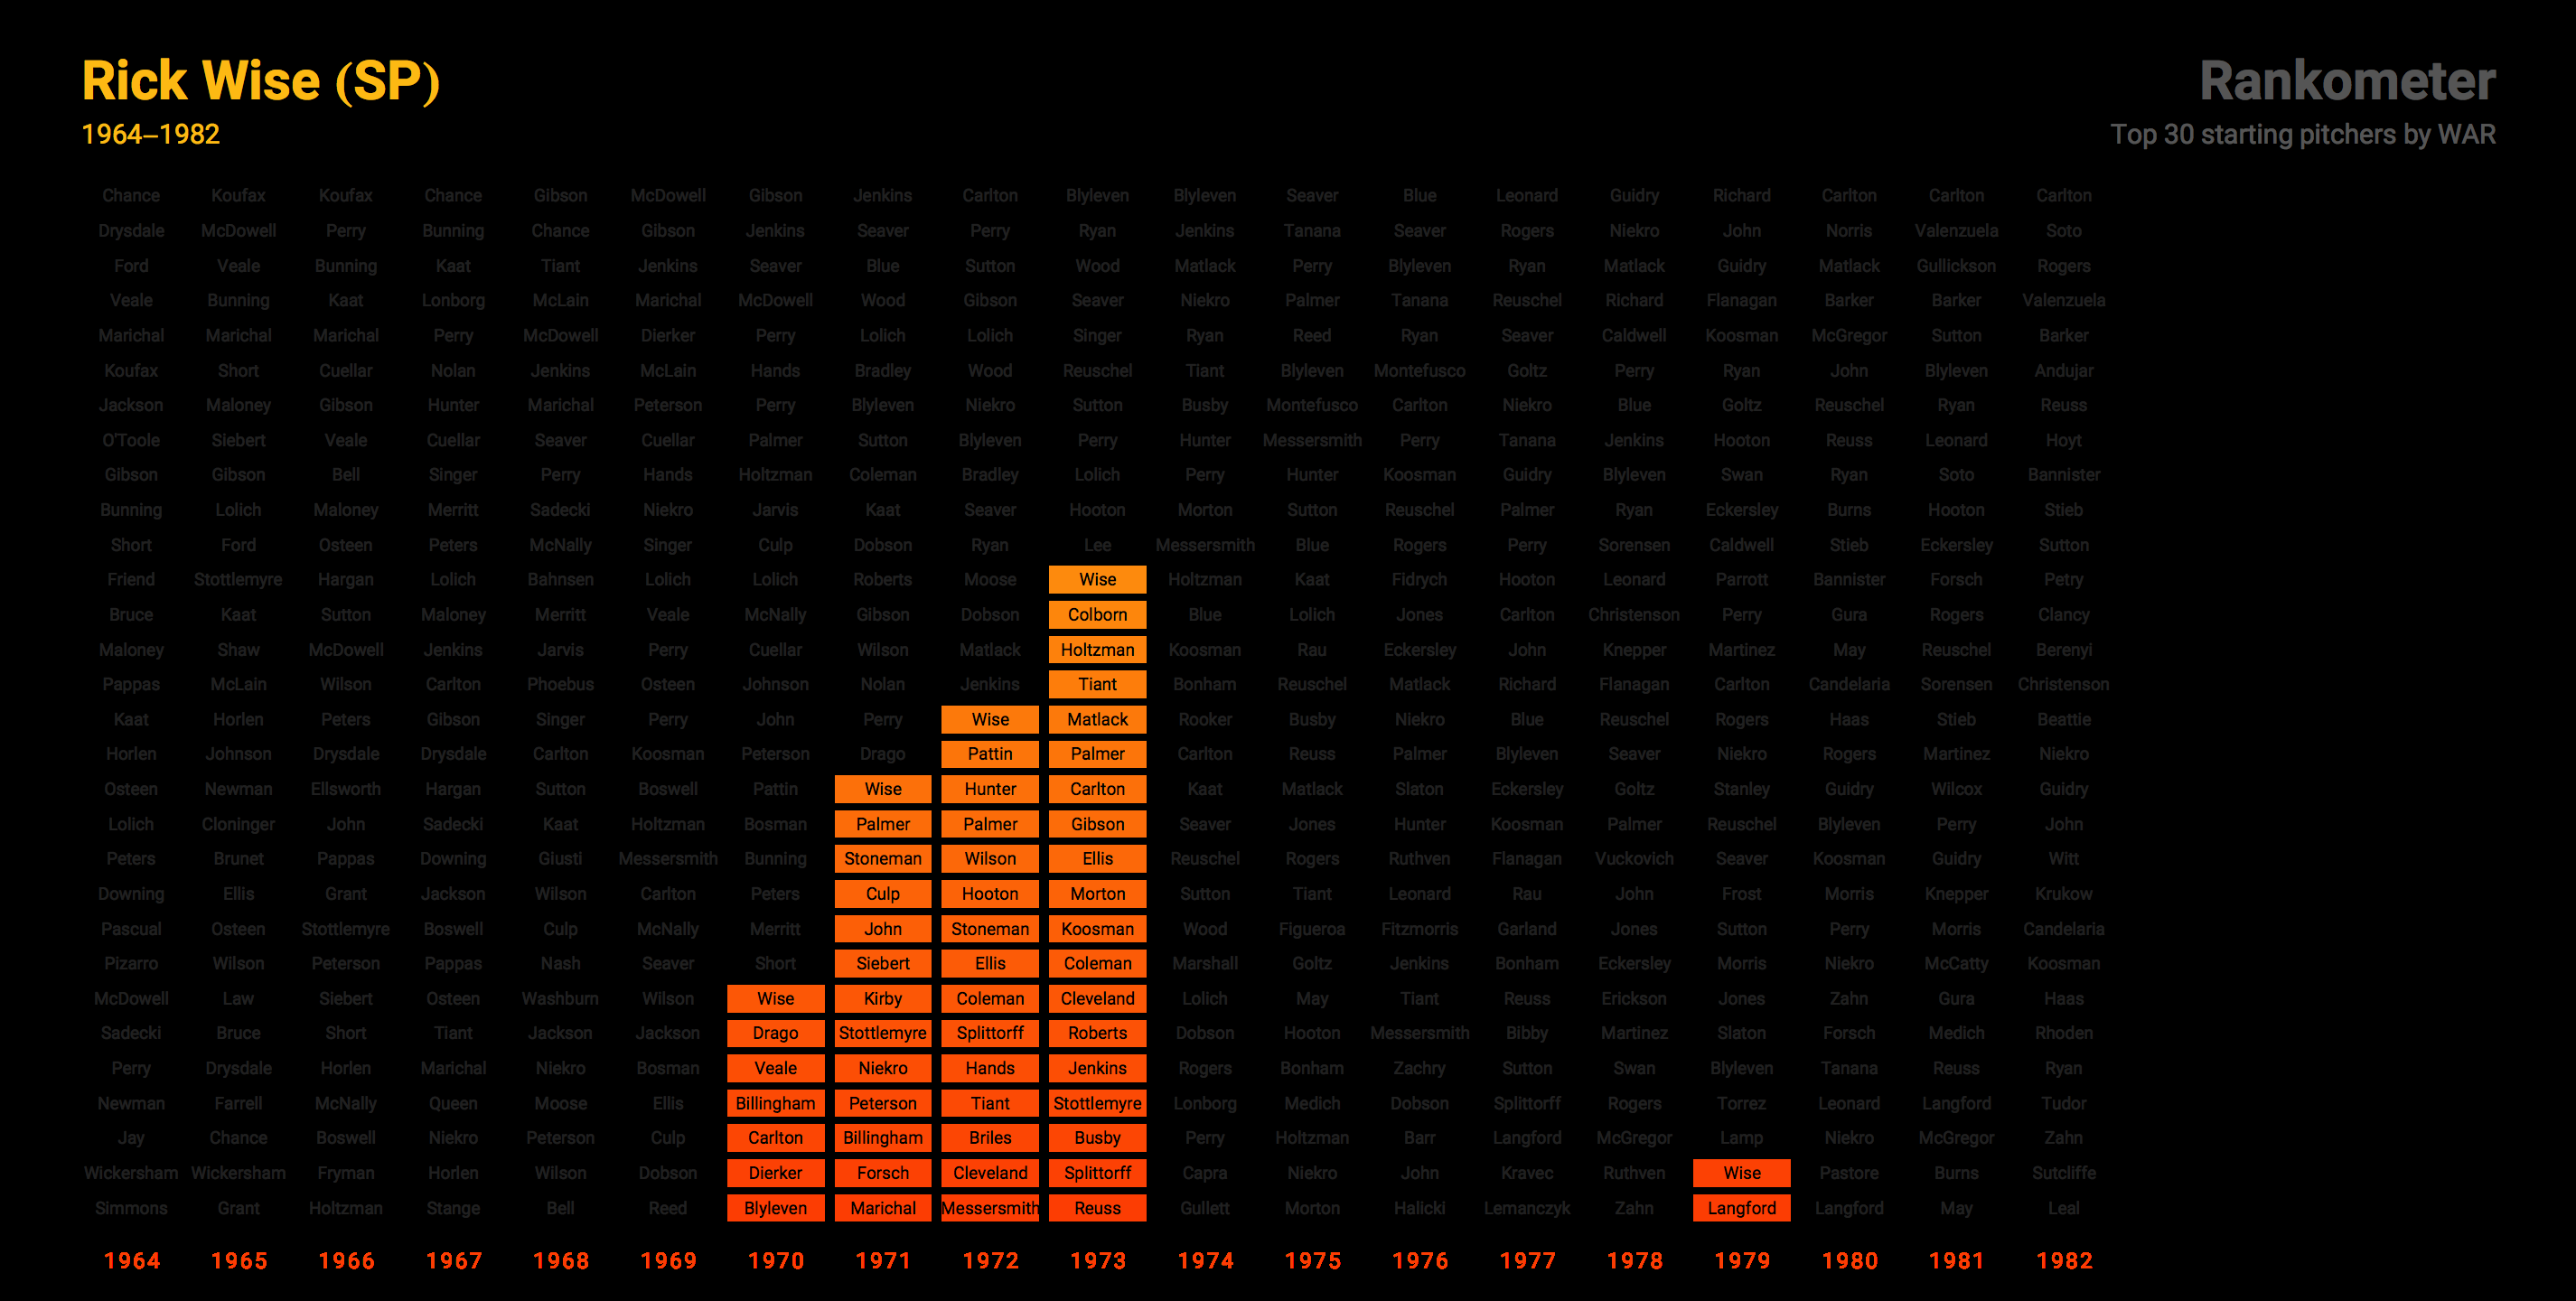 Rick Wise (SP)
Rankometer
1964–1982
Top 30 starting pitchers by WAR
Chance Koufax Koufax Chance Gibson McDowell Gibson Jenkins Carlton Blyleven Blyleven Seaver Blue Leonard Guidry Richard Carlton Carlton Carlton
Drysdale McDowell Perry Bunning Chance Gibson Jenkins Seaver Perry Ryan Jenkins Tanana Seaver Rogers Niekro John Norris Valenzuela Soto
Ford Veale Bunning Kaat Tiant Jenkins Seaver Blue Sutton Wood Matlack Perry Blyleven Ryan Matlack Guidry Matlack Gullickson Rogers
Veale Bunning Kaat Lonborg McLain Marichal McDowell Wood Gibson Seaver Niekro Palmer Tanana Reuschel Richard Flanagan Barker Barker Valenzuela
Marichal Marichal Marichal Perry McDowell Dierker Perry Lolich Lolich Singer Ryan Reed Ryan Seaver Caldwell Koosman McGregor Sutton Barker
Koufax Short Cuellar Nolan Jenkins McLain Hands Bradley Wood Reuschel Tiant Blyleven Montefusco Goltz Perry Ryan John Blyleven Andujar
Jackson Maloney Gibson Hunter Marichal Peterson Perry Blyleven Niekro Sutton Busby Montefusco Carlton Niekro Blue Goltz Reuschel Ryan Reuss
O'Toole Siebert Veale Cuellar Seaver Cuellar Palmer Sutton Blyleven Perry Hunter Messersmith Perry Tanana Jenkins Hooton Reuss Leonard Hoyt
Gibson Gibson Bell Singer Perry Hands Holtzman Coleman Bradley Lolich Perry Hunter Koosman Guidry Blyleven Swan Ryan Soto Bannister
Bunning Lolich Maloney Merritt Sadecki Niekro Jarvis Kaat Seaver Hooton Morton Sutton Reuschel Palmer Ryan Eckersley Burns Hooton Stieb
Short Ford Osteen Peters McNally Singer Culp Dobson Ryan Lee Messersmith Blue Rogers Perry Sorensen Caldwell Stieb Eckersley Sutton
Friend Stottlemyre Hargan Lolich Bahnsen Lolich Lolich Roberts Moose Wise Holtzman Kaat Fidrych Hooton Leonard Parrott Bannister Forsch Petry
Bruce Kaat Sutton Maloney Merritt Veale McNally Gibson Dobson Colborn Blue Lolich Jones Carlton Christenson Perry Gura Rogers Clancy
Maloney Shaw McDowell Jenkins Jarvis Perry Cuellar Wilson Matlack Holtzman Koosman Rau Eckersley John Knepper Martinez May Reuschel Berenyi
Pappas McLain Wilson Carlton Phoebus Osteen Johnson Nolan Jenkins Tiant Bonham Reuschel Matlack Richard Flanagan Carlton Candelaria Sorensen Christenson
Kaat Horlen Peters Gibson Singer Perry John Perry Wise Matlack Rooker Busby Niekro Blue Reuschel Rogers Haas Stieb Beattie
Horlen Johnson Drysdale Drysdale Carlton Koosman Peterson Drago Pattin Palmer Carlton Reuss Palmer Blyleven Seaver Niekro Rogers Martinez Niekro
Osteen Newman Ellsworth Hargan Sutton Boswell Pattin Wise Hunter Carlton Kaat Matlack Slaton Eckersley Goltz Stanley Guidry Wilcox Guidry
Lolich Cloninger John Sadecki Kaat Holtzman Bosman Palmer Palmer Gibson Seaver Jones Hunter Koosman Palmer Reuschel Blyleven Perry John
Peters Brunet Pappas Downing Giusti Messersmith Bunning Stoneman Wilson Ellis Reuschel Rogers Ruthven Flanagan Vuckovich Seaver Koosman Guidry Witt
Downing Ellis Grant Jackson Wilson Carlton Peters Culp Hooton Morton Sutton Tiant Leonard Rau John Frost Morris Knepper Krukow
Pascual Osteen Stottlemyre Boswell Culp McNally Merritt John Stoneman Koosman Wood Figueroa Fitzmorris Garland Jones Sutton Perry Morris Candelaria
Pizarro Wilson Peterson Pappas Nash Seaver Short Siebert Ellis Coleman Marshall Goltz Jenkins Bonham Eckersley Morris Niekro McCatty Koosman
McDowell Law Siebert Osteen Washburn Wilson Wise Kirby Coleman Cleveland Lolich May Tiant Reuss Erickson Jones Zahn Gura Haas
Sadecki Bruce Short Tiant Jackson Jackson Drago Stottlemyre Splittorff Roberts Dobson Hooton Messersmith Bibby Martinez Slaton Forsch Medich Rhoden
Perry Drysdale Horlen Marichal Niekro Bosman Veale Niekro Hands Jenkins Rogers Bonham Zachry Sutton Swan Blyleven Tanana Reuss Ryan
Newman Farrell McNally Queen Moose Ellis Billingham Peterson Tiant Stottlemyre Lonborg Medich Dobson Splittorff Rogers Torrez Leonard Langford Tudor
Jay Chance Boswell Niekro Peterson Culp Carlton Billingham Briles Busby Perry Holtzman Barr Langford McGregor Lamp Niekro McGregor Zahn
Wickersham Wickersham Fryman Horlen Wilson Dobson Dierker Forsch Cleveland Splittorff Capra Niekro John Kravec Ruthven Wise Pastore Burns Sutcliffe
Simmons Grant Holtzman Stange Bell Reed Blyleven Marichal Messersmith Reuss Gullett Morton Halicki Lemanczyk Zahn Langford Langford May Leal
1964 1965 1966 1967 1968 1969 1970 1971 1972 1973 1974 1975 1976 1977 1978 1979 1980 1981 1982